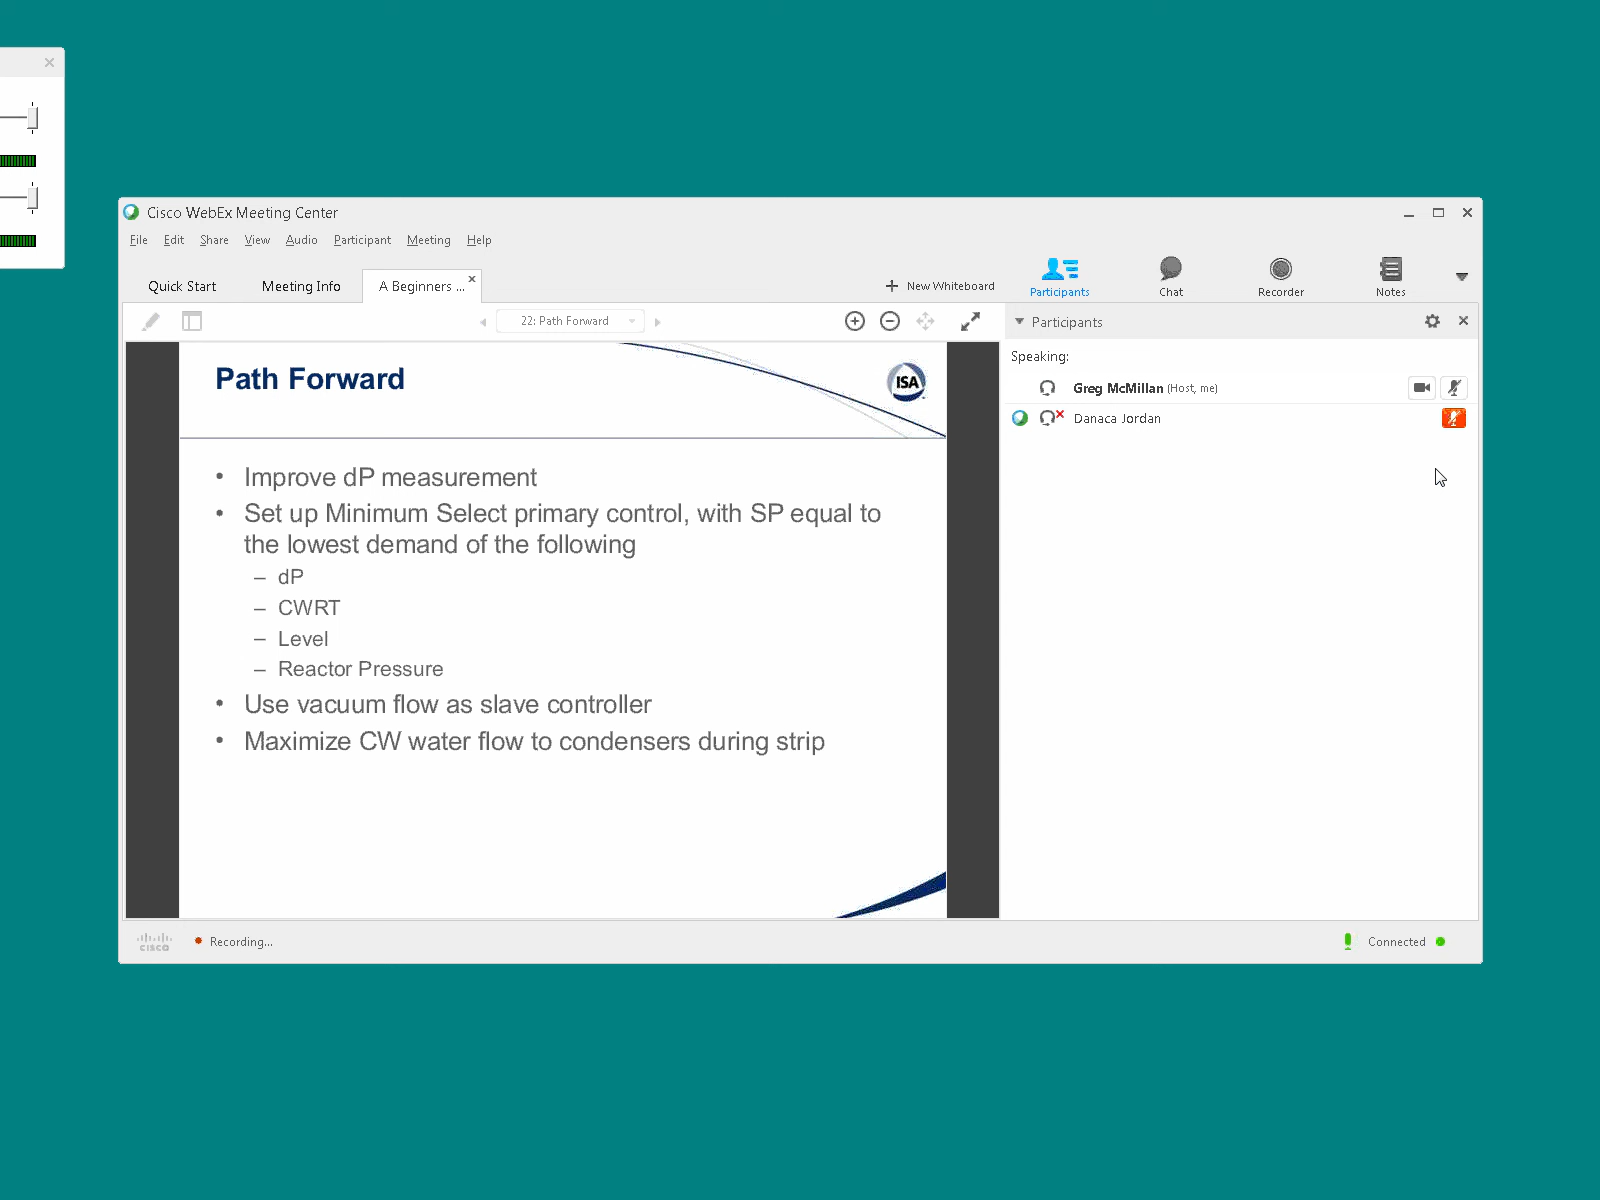 Cisco WebEx Meeting Center
File Edit Share View Audio Participant Meeting Help
Quick Start Meeting Info A Beginners ... New Whiteboard
Participants Chat Recorder Notes
22: Path Forward
Participants
Speaking:
Greg McMillan (Host, me)
Danaca Jordan
Path Forward
ISA
• Improve dP measurement
• Set up Minimum Select primary control, with SP equal to
the lowest demand of the following
– dP
– CWRT
– Level
– Reactor Pressure
• Use vacuum flow as slave controller
• Maximize CW water flow to condensers during strip
CISCO
Recording...
Connected